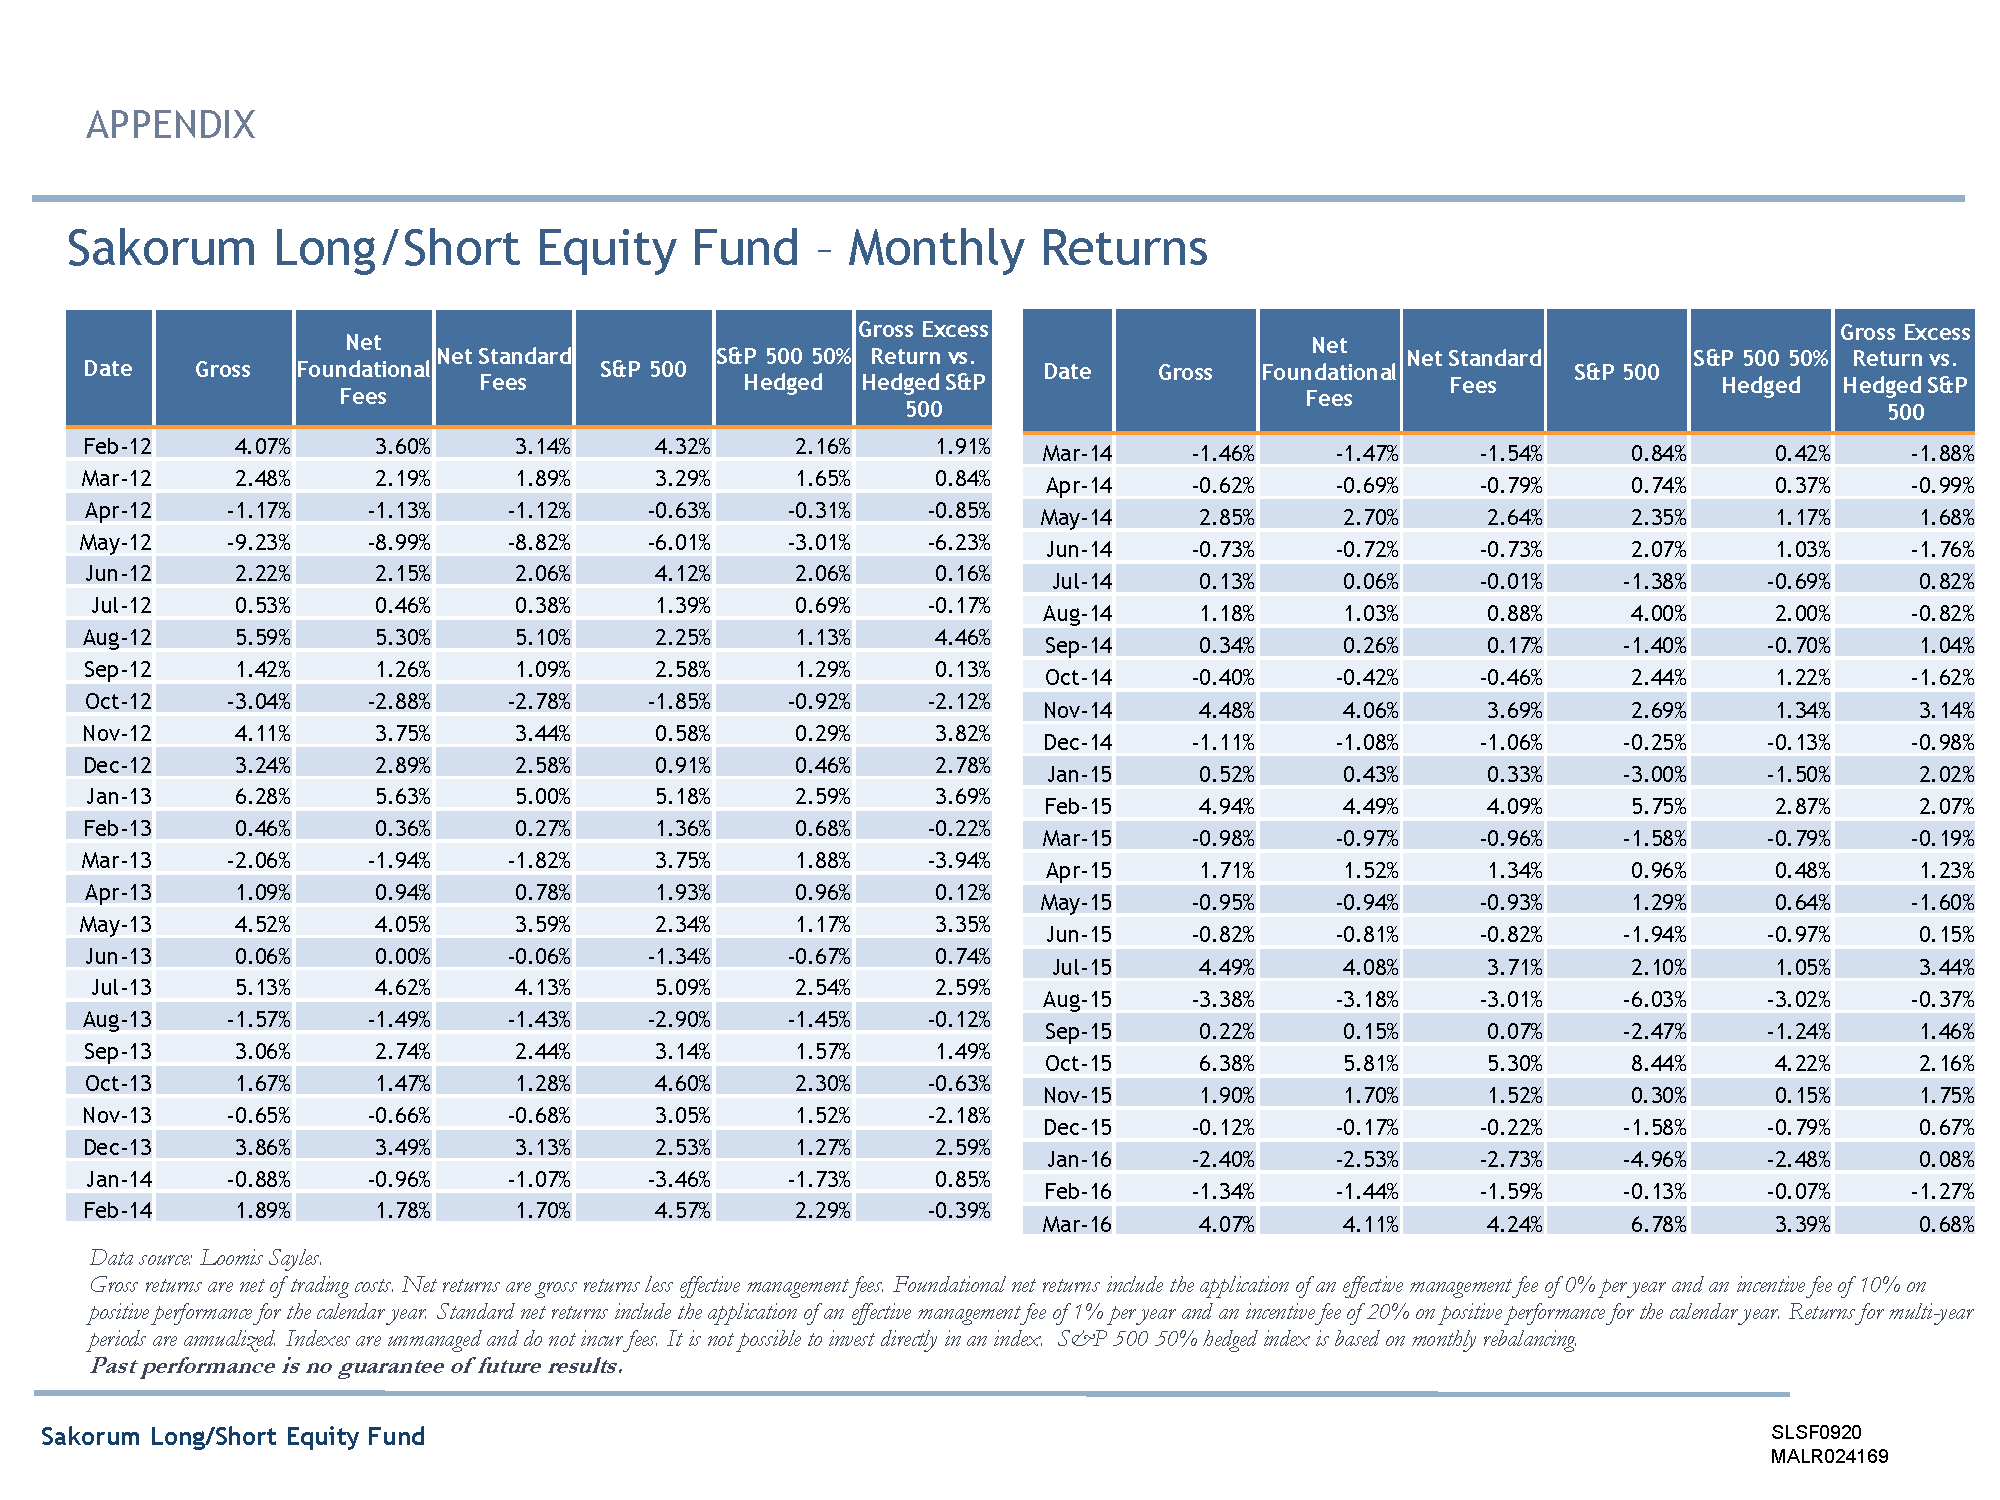 APPENDIX
Sakorum Long/Short Equity Fund – Monthly Returns
Date Gross Net Foundational Fees Net Standard Fees S&P 500 S&P 500 50% Hedged Gross Excess Return vs. Hedged S&P 500
Feb-12 4.07% 3.60% 3.14% 4.32% 2.16% 1.91%
Mar-12 2.48% 2.19% 1.89% 3.29% 1.65% 0.84%
Apr-12 -1.17% -1.13% -1.12% -0.63% -0.31% -0.85%
May-12 -9.23% -8.99% -8.82% -6.01% -3.01% -6.23%
Jun-12 2.22% 2.15% 2.06% 4.12% 2.06% 0.16%
Jul-12 0.53% 0.46% 0.38% 1.39% 0.69% -0.17%
Aug-12 5.59% 5.30% 5.10% 2.25% 1.13% 4.46%
Sep-12 1.42% 1.26% 1.09% 2.58% 1.29% 0.13%
Oct-12 -3.04% -2.88% -2.78% -1.85% -0.92% -2.12%
Nov-12 4.11% 3.75% 3.44% 0.58% 0.29% 3.82%
Dec-12 3.24% 2.89% 2.58% 0.91% 0.46% 2.78%
Jan-13 6.28% 5.63% 5.00% 5.18% 2.59% 3.69%
Feb-13 0.46% 0.36% 0.27% 1.36% 0.68% -0.22%
Mar-13 -2.06% -1.94% -1.82% 3.75% 1.88% -3.94%
Apr-13 1.09% 0.94% 0.78% 1.93% 0.96% 0.12%
May-13 4.52% 4.05% 3.59% 2.34% 1.17% 3.35%
Jun-13 0.06% 0.00% -0.06% -1.34% -0.67% 0.74%
Jul-13 5.13% 4.62% 4.13% 5.09% 2.54% 2.59%
Aug-13 -1.57% -1.49% -1.43% -2.90% -1.45% -0.12%
Sep-13 3.06% 2.74% 2.44% 3.14% 1.57% 1.49%
Oct-13 1.67% 1.47% 1.28% 4.60% 2.30% -0.63%
Nov-13 -0.65% -0.66% -0.68% 3.05% 1.52% -2.18%
Dec-13 3.86% 3.49% 3.13% 2.53% 1.27% 2.59%
Jan-14 -0.88% -0.96% -1.07% -3.46% -1.73% 0.85%
Feb-14 1.89% 1.78% 1.70% 4.57% 2.29% -0.39%
Date Gross Net Foundational Fees Net Standard Fees S&P 500 S&P 500 50% Hedged Gross Excess Return vs. Hedged S&P 500
Mar-14 -1.46% -1.47% -1.54% 0.84% 0.42% -1.88%
Apr-14 -0.62% -0.69% -0.79% 0.74% 0.37% -0.99%
May-14 2.85% 2.70% 2.64% 2.35% 1.17% 1.68%
Jun-14 -0.73% -0.72% -0.73% 2.07% 1.03% -1.76%
Jul-14 0.13% 0.06% -0.01% -1.38% -0.69% 0.82%
Aug-14 1.18% 1.03% 0.88% 4.00% 2.00% -0.82%
Sep-14 0.34% 0.26% 0.17% -1.40% -0.70% 1.04%
Oct-14 -0.40% -0.42% -0.46% 2.44% 1.22% -1.62%
Nov-14 4.48% 4.06% 3.69% 2.69% 1.34% 3.14%
Dec-14 -1.11% -1.08% -1.06% -0.25% -0.13% -0.98%
Jan-15 0.52% 0.43% 0.33% -3.00% -1.50% 2.02%
Feb-15 4.94% 4.49% 4.09% 5.75% 2.87% 2.07%
Mar-15 -0.98% -0.97% -0.96% -1.58% -0.79% -0.19%
Apr-15 1.71% 1.52% 1.34% 0.96% 0.48% 1.23%
May-15 -0.95% -0.94% -0.93% 1.29% 0.64% -1.60%
Jun-15 -0.82% -0.81% -0.82% -1.94% -0.97% 0.15%
Jul-15 4.49% 4.08% 3.71% 2.10% 1.05% 3.44%
Aug-15 -3.38% -3.18% -3.01% -6.03% -3.02% -0.37%
Sep-15 0.22% 0.15% 0.07% -2.47% -1.24% 1.46%
Oct-15 6.38% 5.81% 5.30% 8.44% 4.22% 2.16%
Nov-15 1.90% 1.70% 1.52% 0.30% 0.15% 1.75%
Dec-15 -0.12% -0.17% -0.22% -1.58% -0.79% 0.67%
Jan-16 -2.40% -2.53% -2.73% -4.96% -2.48% 0.08%
Feb-16 -1.34% -1.44% -1.59% -0.13% -0.07% -1.27%
Mar-16 4.07% 4.11% 4.24% 6.78% 3.39% 0.68%
Data source: Loomis Sayles.
Gross returns are net of trading costs. Net returns are gross returns less effective management fees. Foundational net returns include the application of an effective management fee of 0% per year and an incentive fee of 10% on
positive performance for the calendar year. Standard net returns include the application of an effective management fee of 1% per year and an incentive fee of 20% on positive performance for the calendar year. Returns for multi-year
periods are annualized. Indexes are unmanaged and do not incur fees. It is not possible to invest directly in an index. S&P 500 50% hedged index is based on monthly rebalancing.
Past performance is no guarantee of future results.
Sakorum Long/Short Equity Fund
SLSF0920
MALR024169